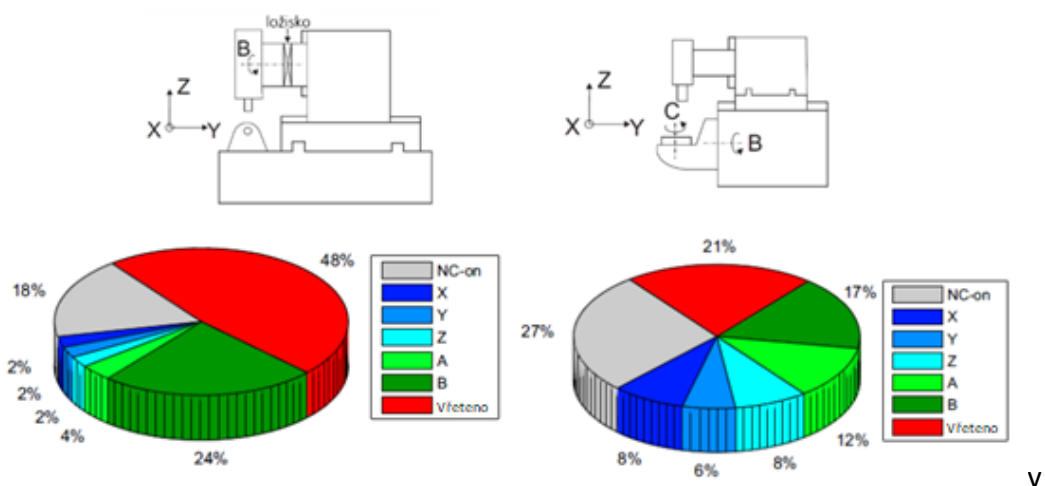 ložisko
B
Z
X
Y
Z
C
X
Y
B
48%
18%
2%
2%
2%
4%
24%
NC-on
X
Y
Z
A
B
Vřeteno
21%
17%
27%
12%
8%
6%
8%
NC-on
X
Y
Z
A
B
Vřeteno
v